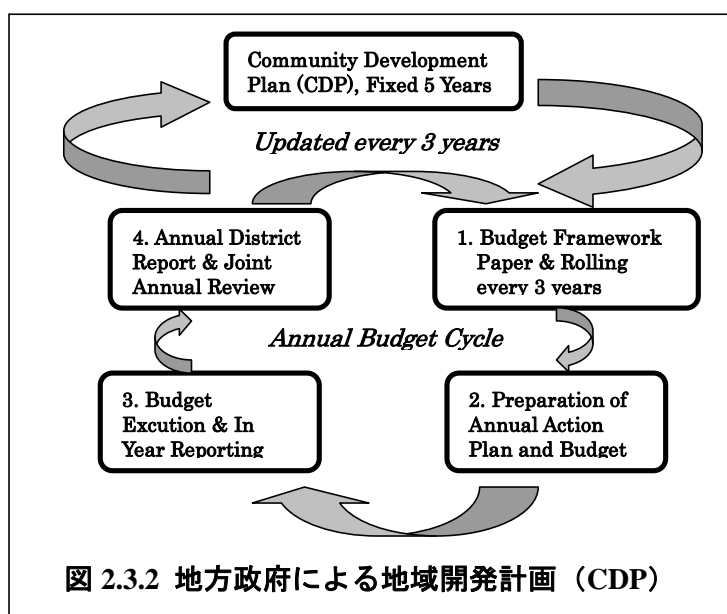 Community Development
Plan (CDP), Fixed 5 Years
Updated every 3 years
4. Annual District
Report & Joint
Annual Review
1. Budget Framework
Paper & Rolling
every 3 years
Annual Budget Cycle
3. Budget
Excution & In
Year Reporting
2. Preparation of
Annual Action
Plan and Budget
図 2.3.2 地方政府による地域開発計画（CDP）